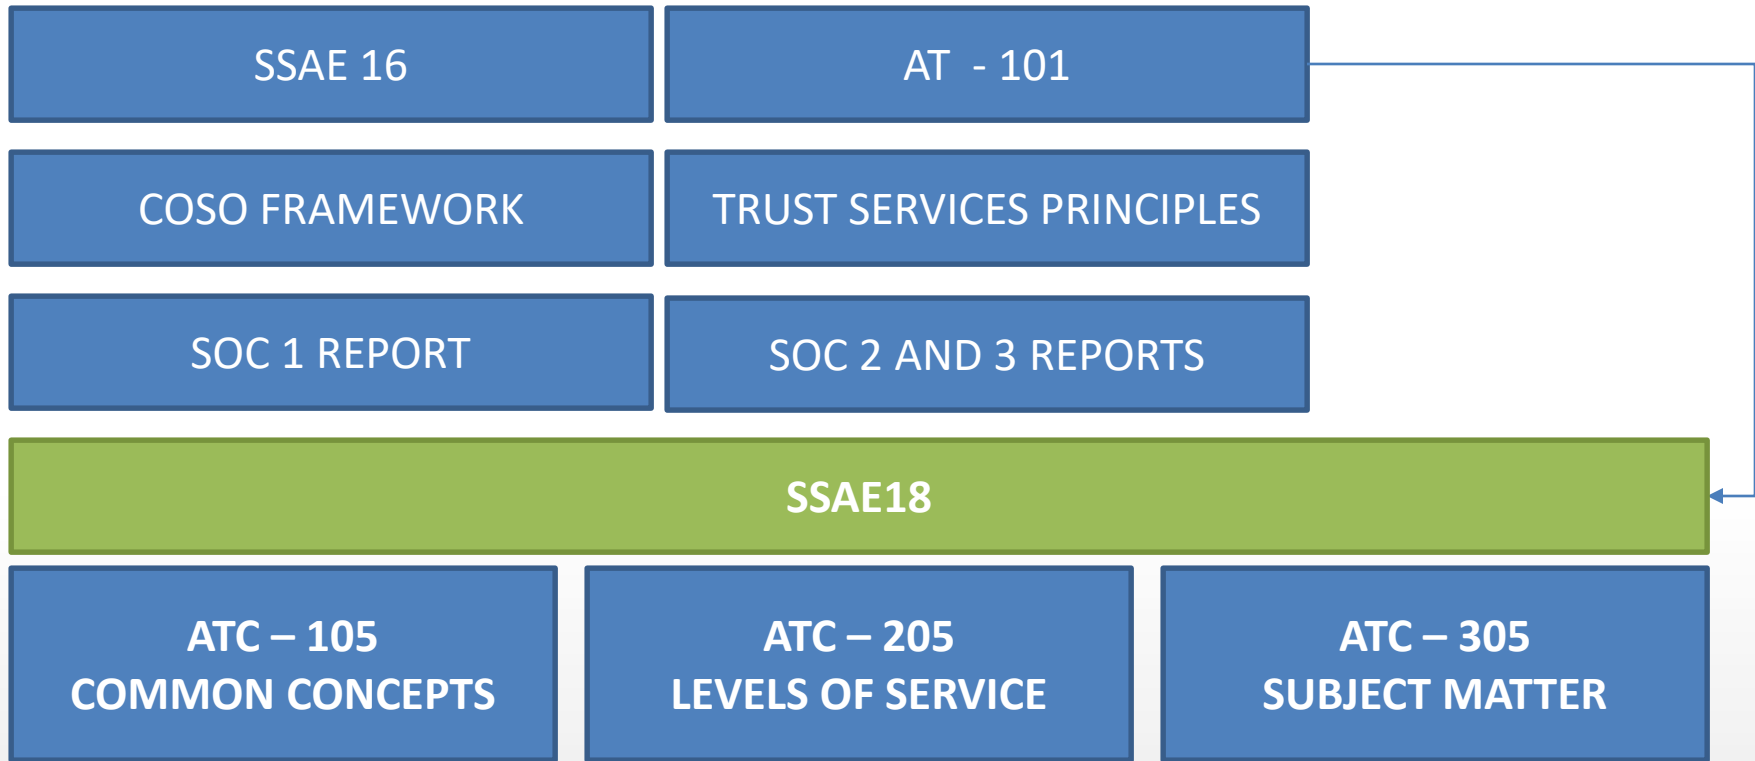 SSAE 16
AT - 101
COSO FRAMEWORK
TRUST SERVICES PRINCIPLES
SOC 1 REPORT
SOC 2 AND 3 REPORTS
SSAE18
ATC – 105
COMMON CONCEPTS
ATC – 205
LEVELS OF SERVICE
ATC – 305
SUBJECT MATTER